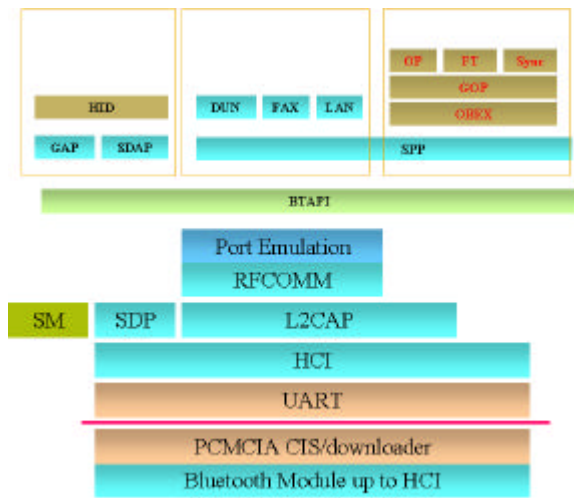 OP FT Sync
GOP
HID DUN FAX LAN OBEX
GAP SDAP SPP
BTAPI
Port Emulation
RFCOMM
SM SDP L2CAP
HCI
UART
PCMCIA CIS/downloader
Bluetooth Module up to HCI